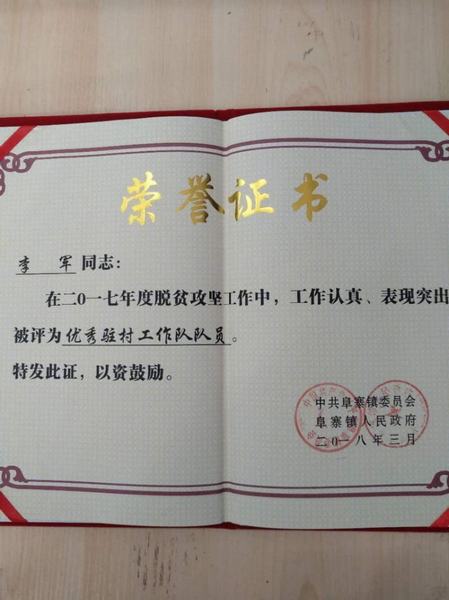 荣誉证书
李军同志：
在二0一七年度脱贫攻坚工作中，工作认真、表现突出
被评为优秀驻村工作队队员。
特发此证，以资鼓励。
中共阜寨镇委员会
阜寨镇人民政府
二0一八年三月